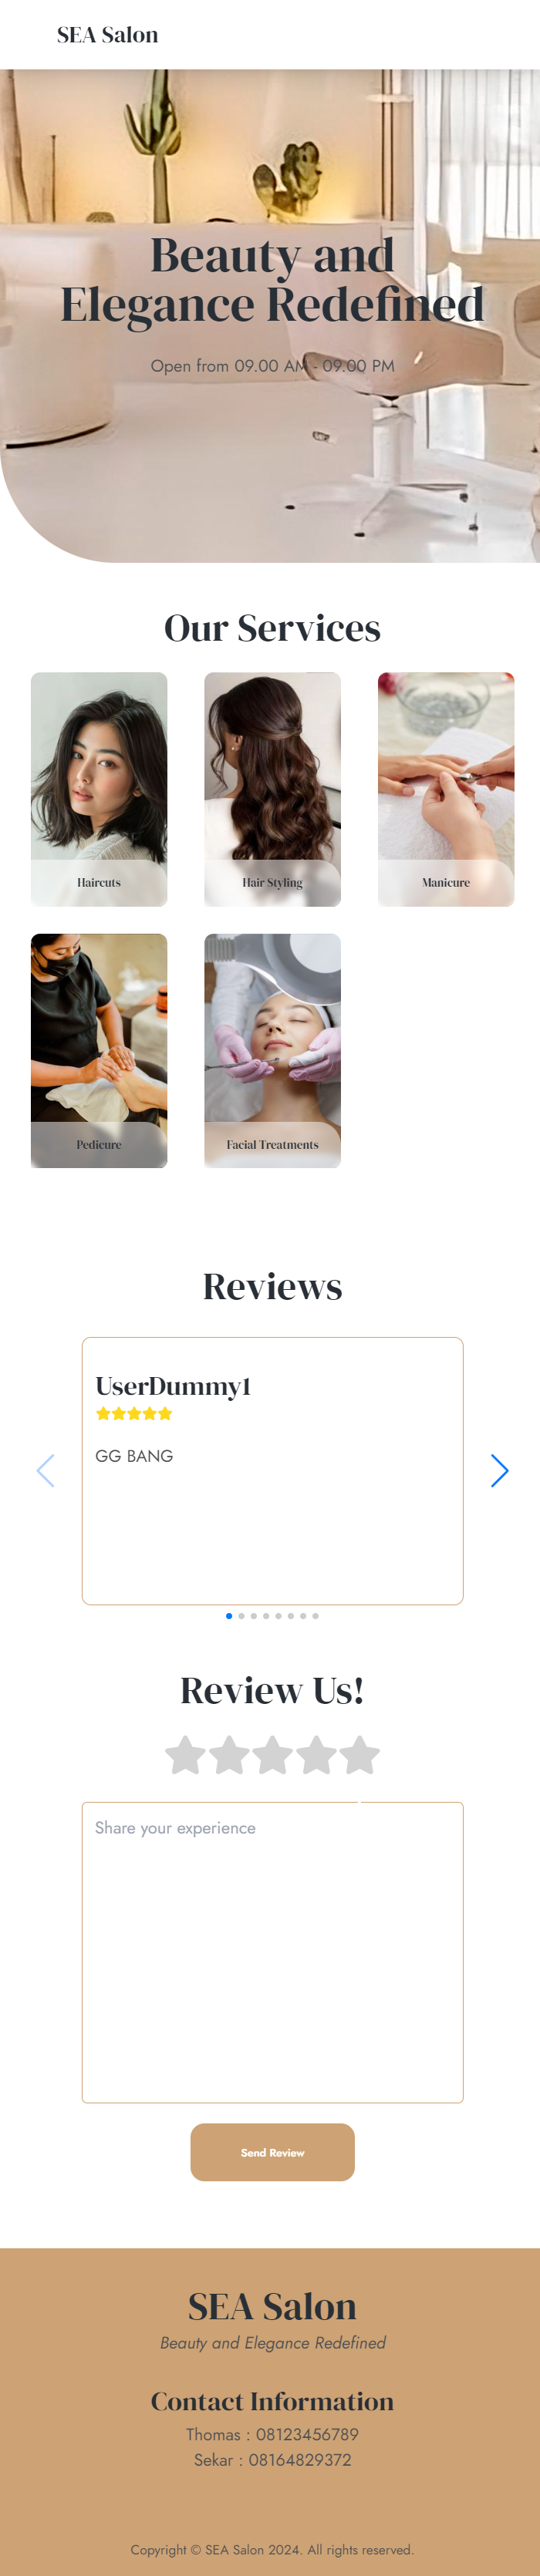 SEA Salon
Beauty and
Elegance Redefined
Open from 09.00 AM - 09.00 PM
Our Services
Haircuts
Hair Styling
Manicure
Pedicure
Facial Treatments
Reviews
UserDummy1
GG BANG
Review Us!
Share your experience
Send Review
SEA Salon
Beauty and Elegance Redefined
Contact Information
Thomas : 08123456789
Sekar : 08164829372
Copyright © SEA Salon 2024. All rights reserved.